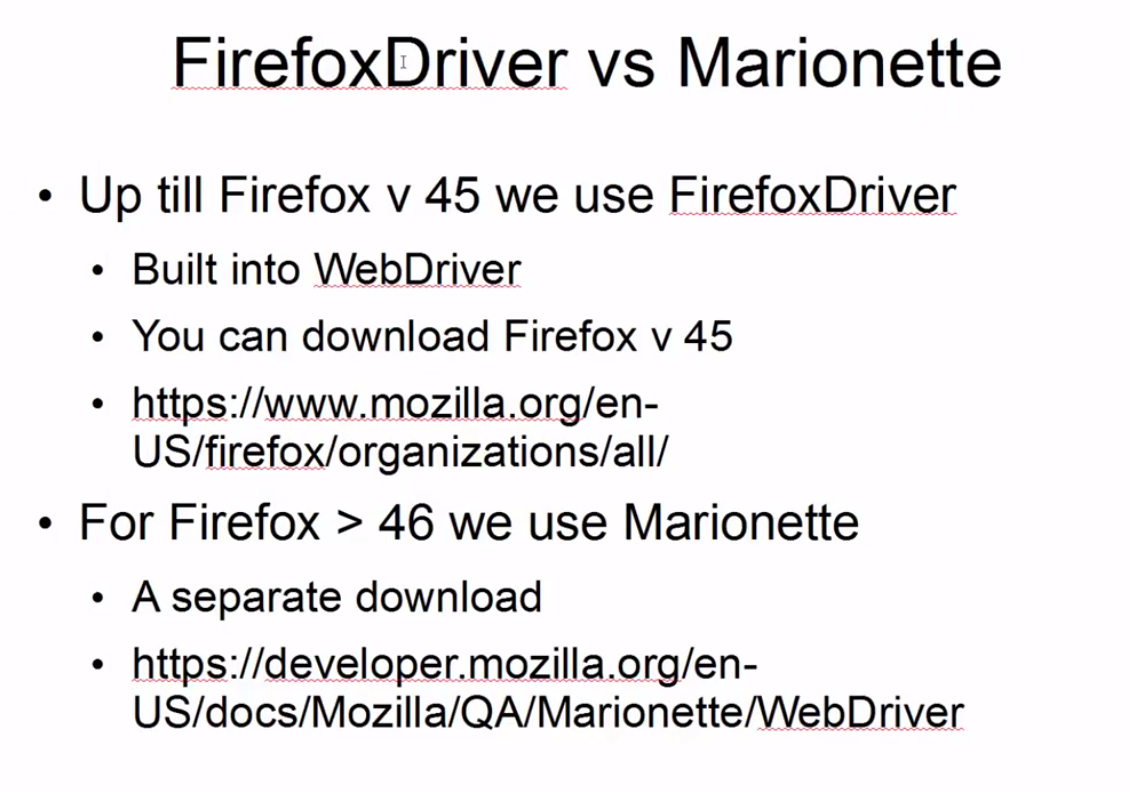 FirefoxDriver vs Marionette
• Up till Firefox v 45 we use FirefoxDriver
• Built into WebDriver
• You can download Firefox v 45
• https://www.mozilla.org/en-
US/firefox/organizations/all/
• For Firefox > 46 we use Marionette
• A separate download
• https://developer.mozilla.org/en-
US/docs/Mozilla/QA/Marionette/WebDriver